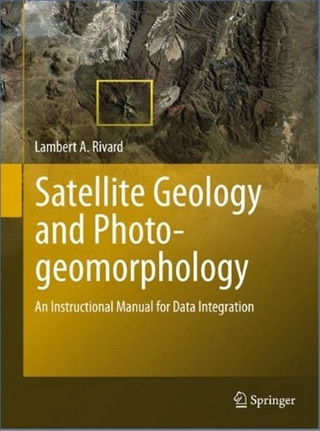 Lambert A. Rivard
Satellite Geology
and Photo-
geomorphology
An Instructional Manual for Data Integration
Springer